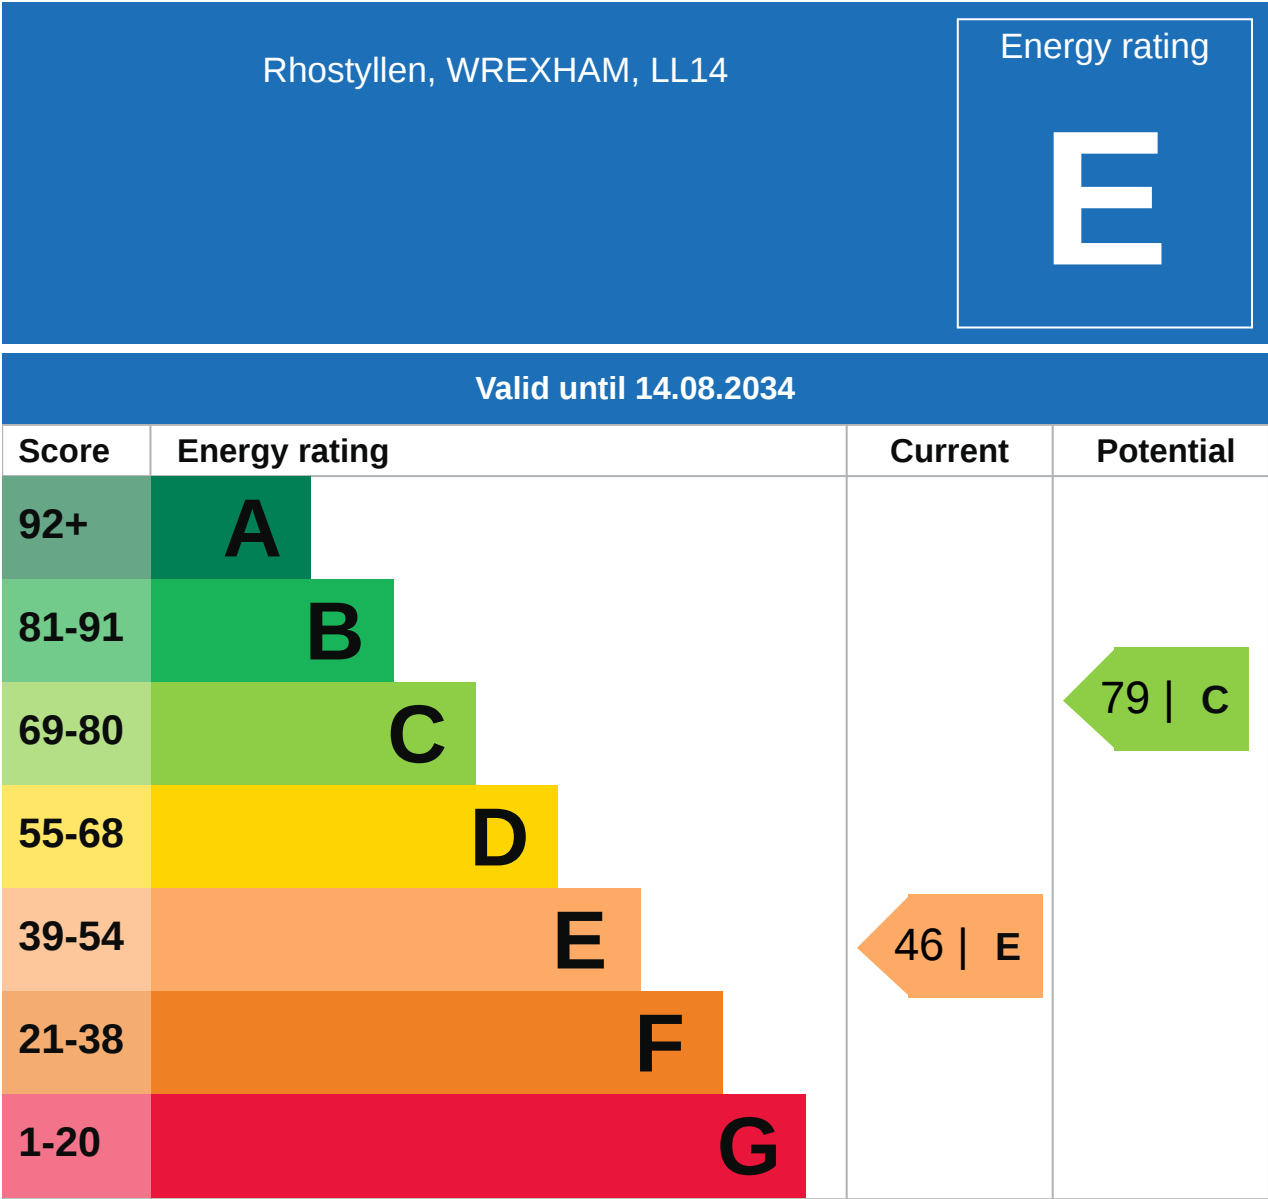 Rhostyllen, WREXHAM, LL14
Energy rating
E
Valid until 14.08.2034
Score Energy rating Current Potential
92+ A
81-91 B
69-80 C 79 | C
55-68 D
39-54 E 46 | E
21-38 F
1-20 G